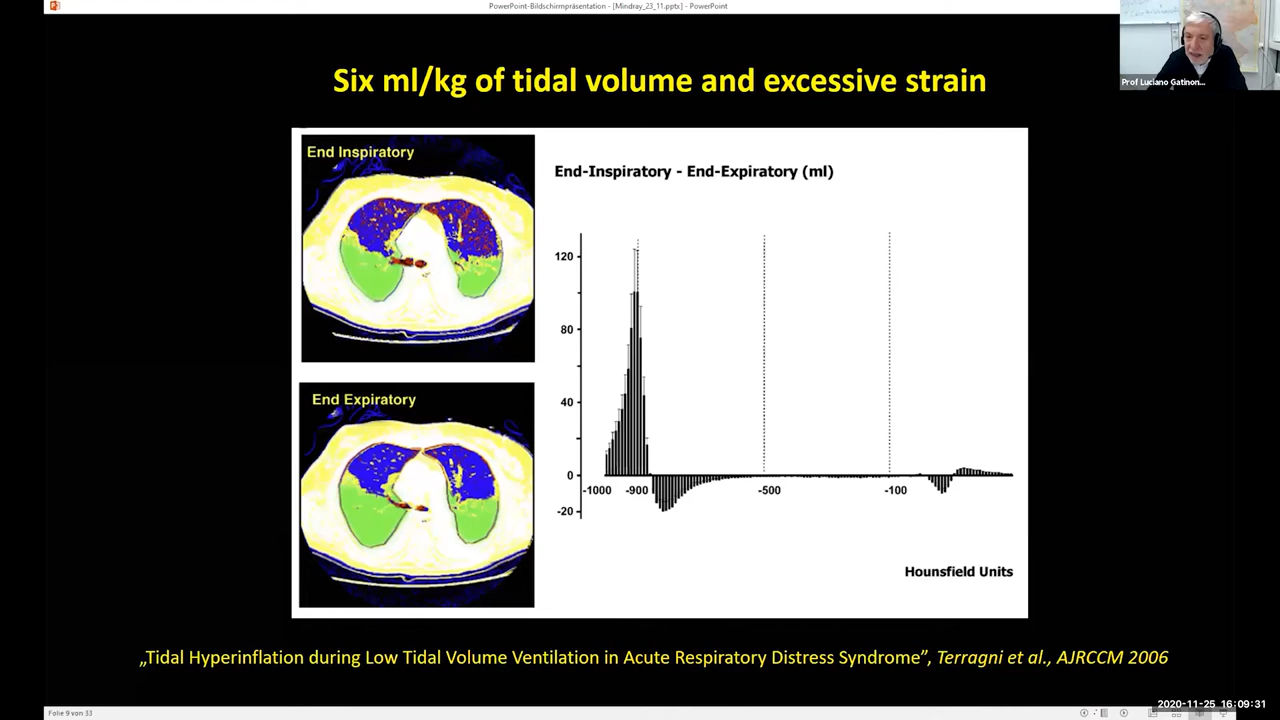 PowerPoint-Bildschirmpräsentation - [Mindray_23_11.pptx] - PowerPoint
Prof Luciano Gatinon...
Six ml/kg of tidal volume and excessive strain
End Inspiratory
End-Inspiratory - End-Expiratory (ml)
120
80
40
0
-20
-1000 -900 -500 -100
End Expiratory
Hounsfield Units
„Tidal Hyperinflation during Low Tidal Volume Ventilation in Acute Respiratory Distress Syndrome”, Terragni et al., AJRCCM 2006
Folie 9 von 33
2020-11-25 16:09:31